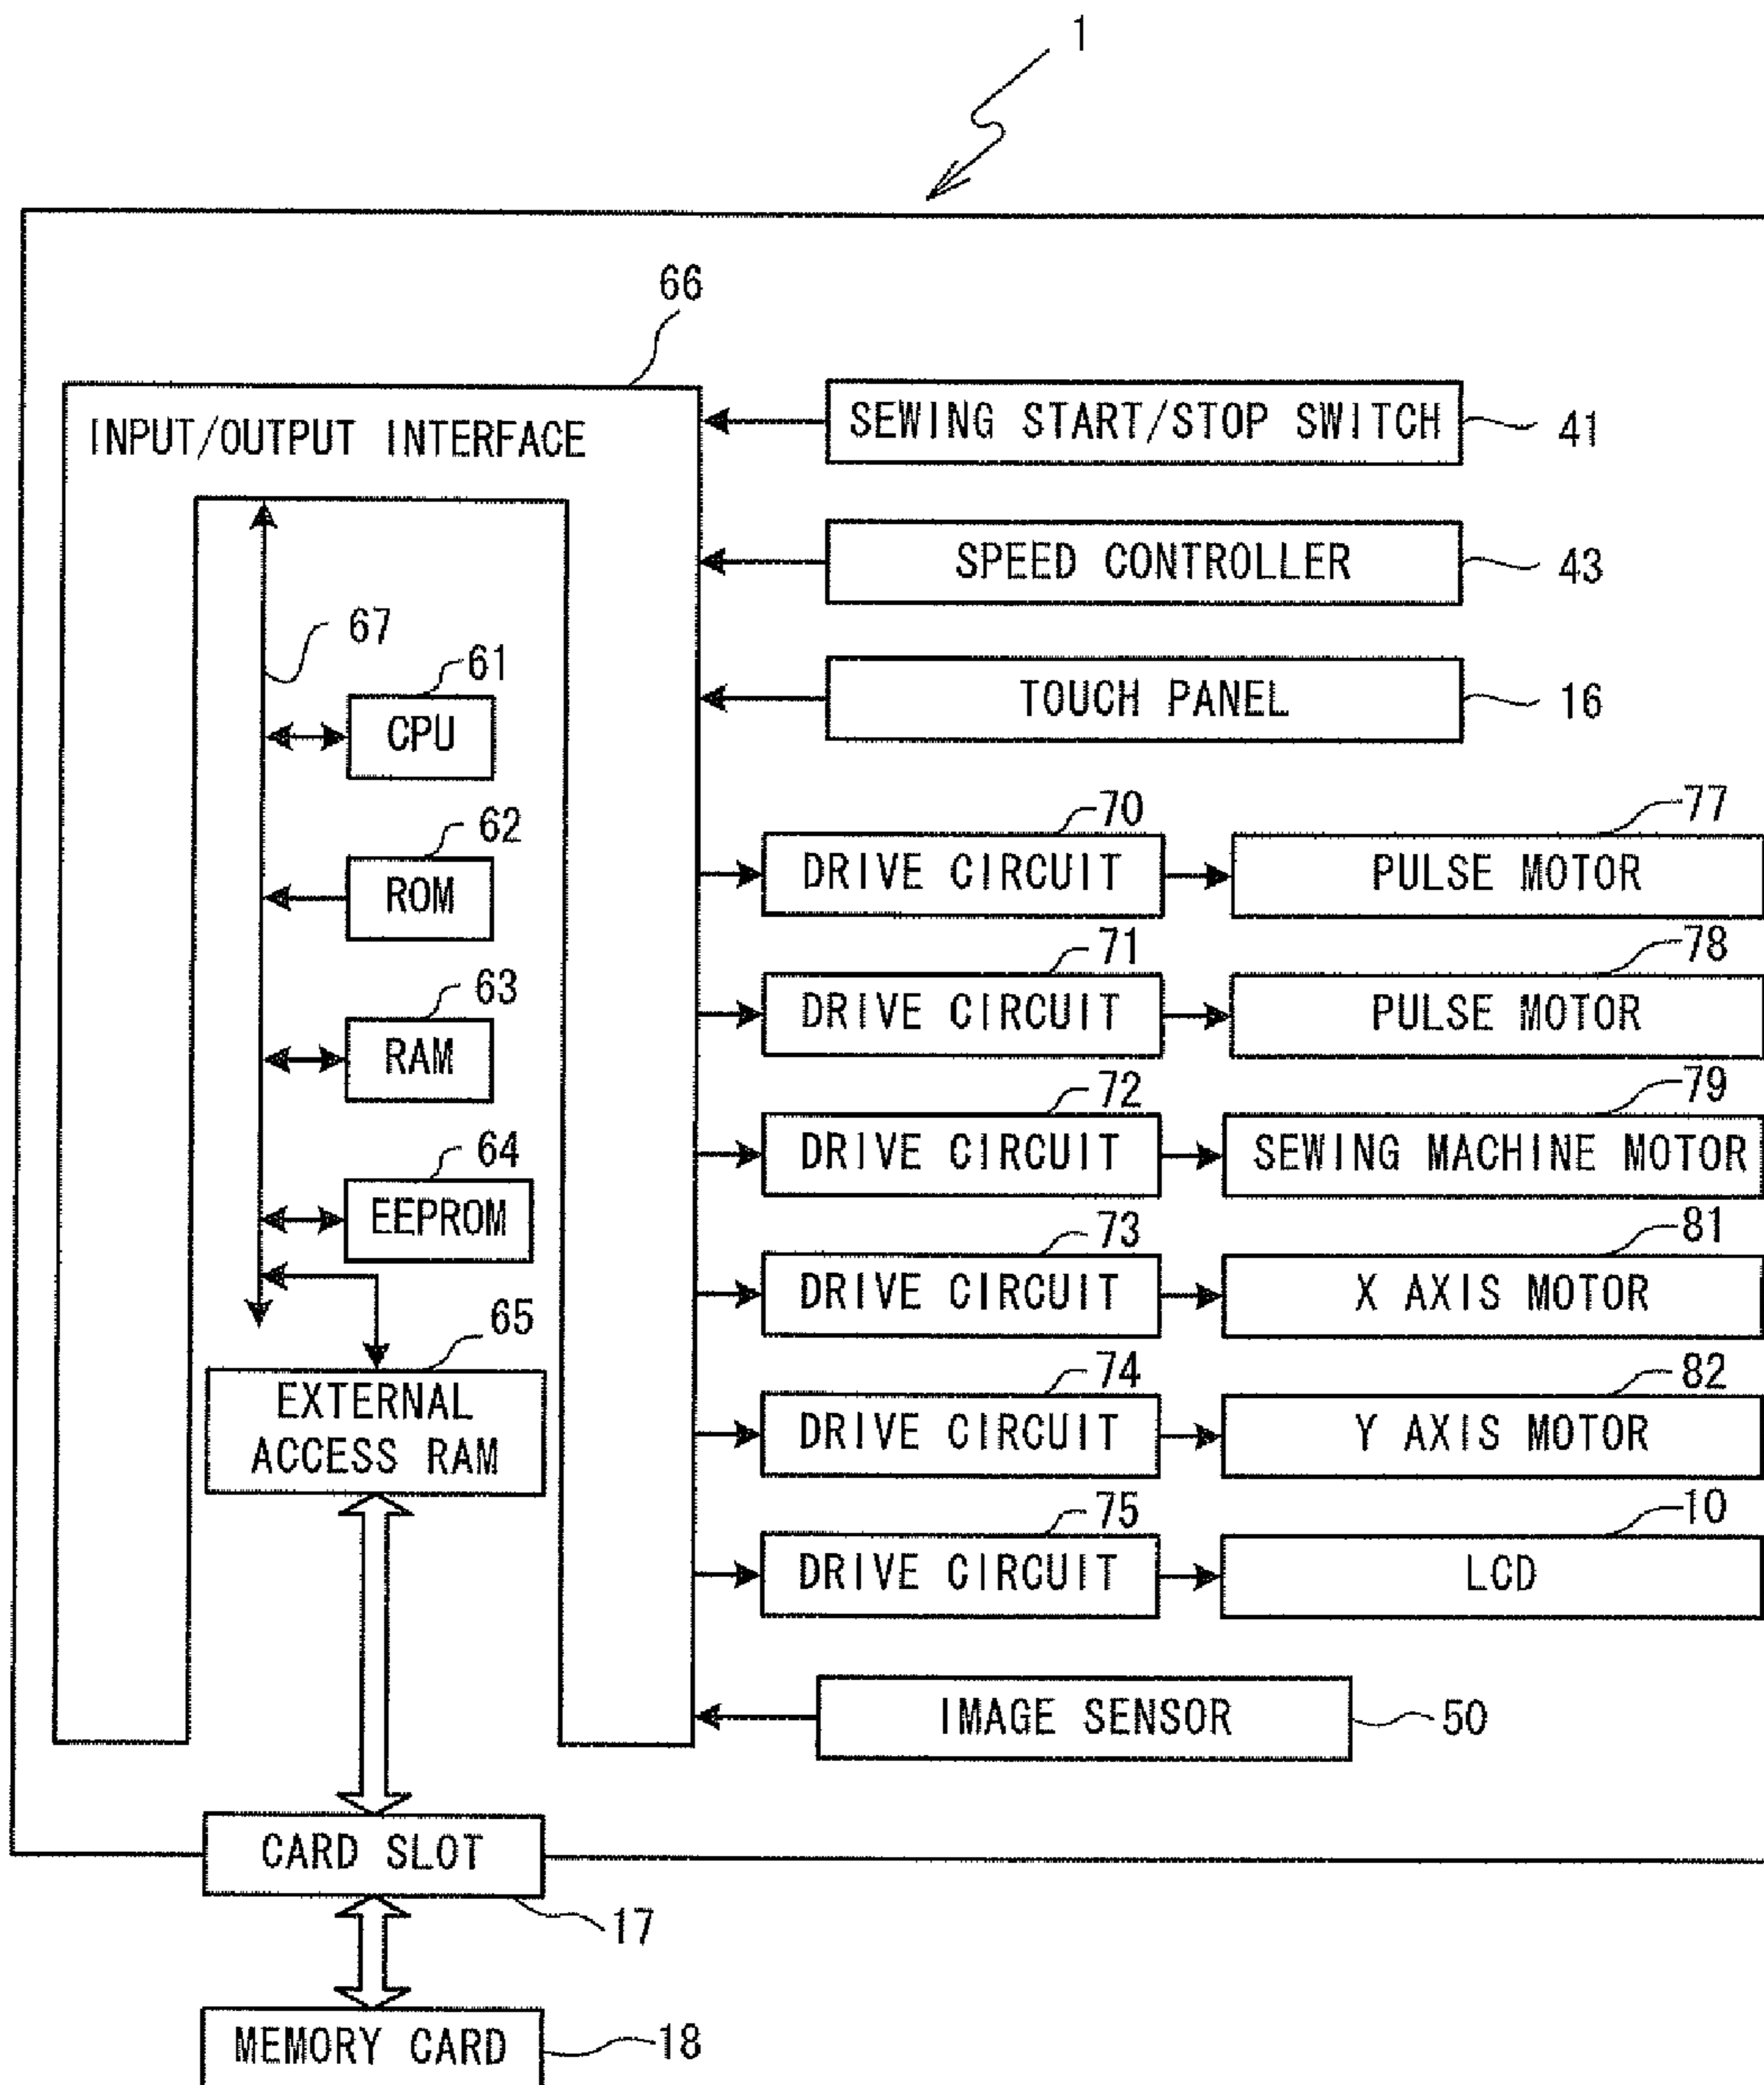 1
66
INPUT/OUTPUT INTERFACE
SEWING START/STOP SWITCH
41
SPEED CONTROLLER
43
67
61
CPU
TOUCH PANEL
16
62
ROM
70
DRIVE CIRCUIT
77
PULSE MOTOR
63
RAM
71
DRIVE CIRCUIT
78
PULSE MOTOR
64
EEPROM
72
DRIVE CIRCUIT
79
SEWING MACHINE MOTOR
65
EXTERNAL
ACCESS RAM
73
DRIVE CIRCUIT
81
X AXIS MOTOR
74
DRIVE CIRCUIT
82
Y AXIS MOTOR
75
DRIVE CIRCUIT
10
LCD
IMAGE SENSOR
50
CARD SLOT
17
MEMORY CARD
18